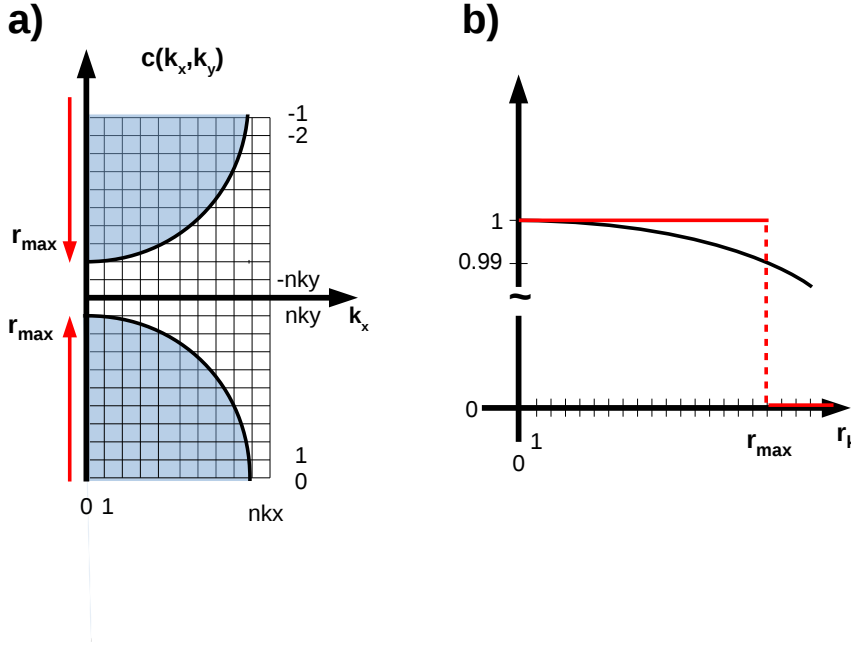 a)
c(kx,ky)
-1
-2
rmax
-nky
nky
kx
rmax
1
0
0 1
nkx
b)
1
0.99
~
0
1
0
rmax
rk